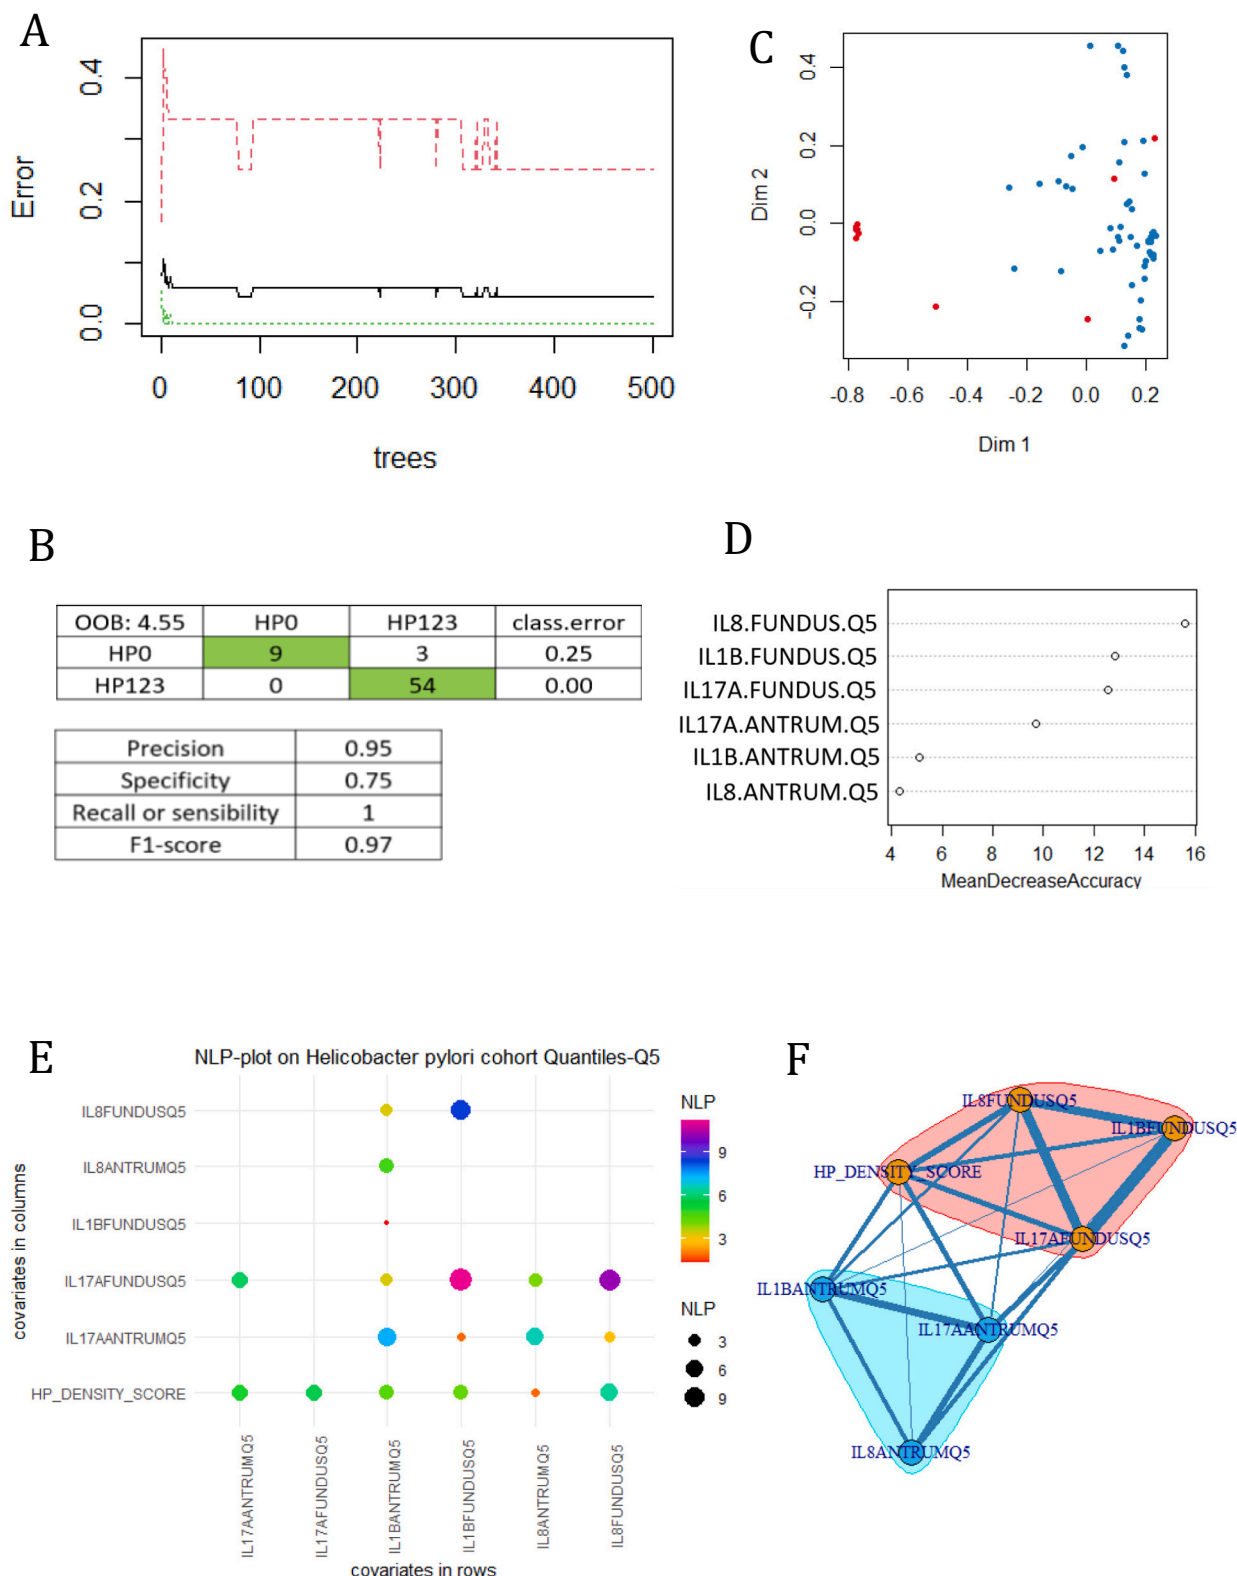 A
Error
0.0
0.2
0.4
0
100
200
300
400
500
trees
C
Dim 2
-0.2
0.0
0.2
0.4
-0.8
-0.6
-0.4
-0.2
0.0
0.2
Dim 1
B
OOB: 4.55 HP0 HP123 class.error
HP0 9 3 0.25
HP123 0 54 0.00
Precision 0.95
Specificity 0.75
Recall or sensibility 1
F1-score 0.97
D
IL8.FUNDUS.Q5
IL1B.FUNDUS.Q5
IL17A.FUNDUS.Q5
IL17A.ANTRUM.Q5
IL1B.ANTRUM.Q5
IL8.ANTRUM.Q5
4 6 8 10 12 14 16
MeanDecreaseAccuracy
E
NLP-plot on Helicobacter pylori cohort Quantiles-Q5
covariates in columns
IL8FUNDUSQ5
IL8ANTRUMQ5
IL1BFUNDUSQ5
IL17AFUNDUSQ5
IL17AANTRUMQ5
HP_DENSITY_SCORE
IL17AANTRUMQ5
IL17AFUNDUSQ5
IL1BANTRUMQ5
IL1BFUNDUSQ5
IL8ANTRUMQ5
IL8FUNDUSQ5
covariates in rows
NLP
9
6
3
NLP
3
6
9
F
IL8FUNDUSQ5
IL1BFUNDUSQ5
HP_DENSITY_SCORE
IL17AFUNDUSQ5
IL1BANTRUMQ5
IL17AANTRUMQ5
IL8ANTRUMQ5